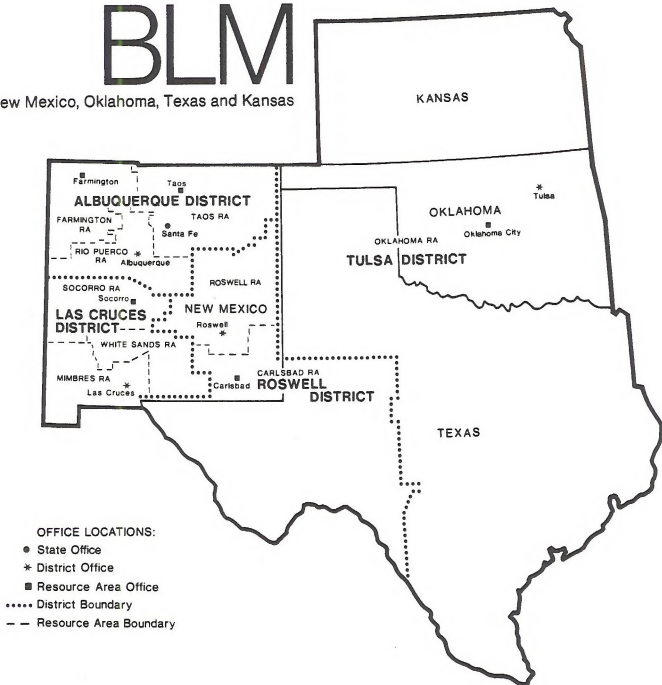 BLM
ew Mexico, Oklahoma, Texas and Kansas
KANSAS
Farmington
Taos
ALBUQUERQUE DISTRICT
FARMINGTON
RA
TAOS RA
Santa Fe
RIO PUERCO
RA
Albuquerque
Tulsa
OKLAHOMA
Oklahoma City
OKLAHOMA RA
TULSA DISTRICT
SOCORRO RA
Socorro
ROSWELL RA
LAS CRUCES
DISTRICT
NEW MEXICO
Roswell
WHITE SANDS RA
MIMBRES RA
Las Cruces
Carlsbad
CARLSBAD RA
ROSWELL
DISTRICT
TEXAS
OFFICE LOCATIONS:
State Office
District Office
Resource Area Office
District Boundary
Resource Area Boundary